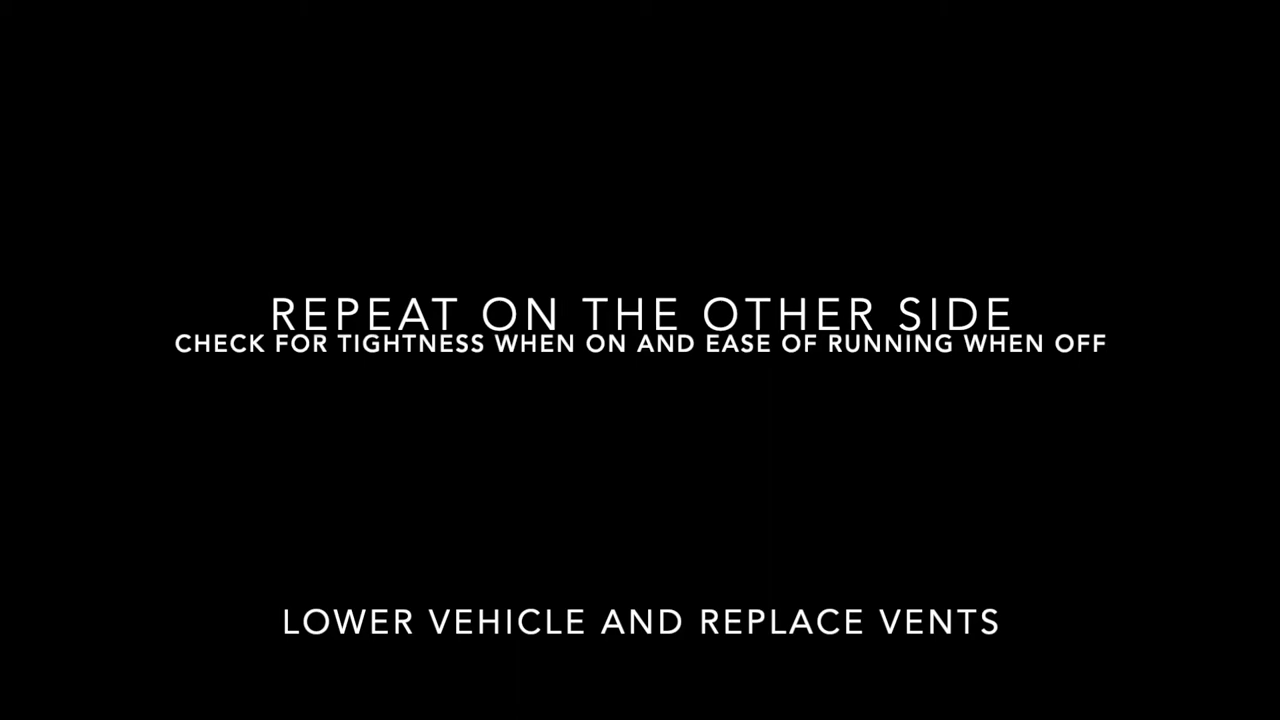 REPEAT ON THE OTHER SIDE
CHECK FOR TIGHTNESS WHEN ON AND EASE OF RUNNING WHEN OFF
LOWER VEHICLE AND REPLACE VENTS